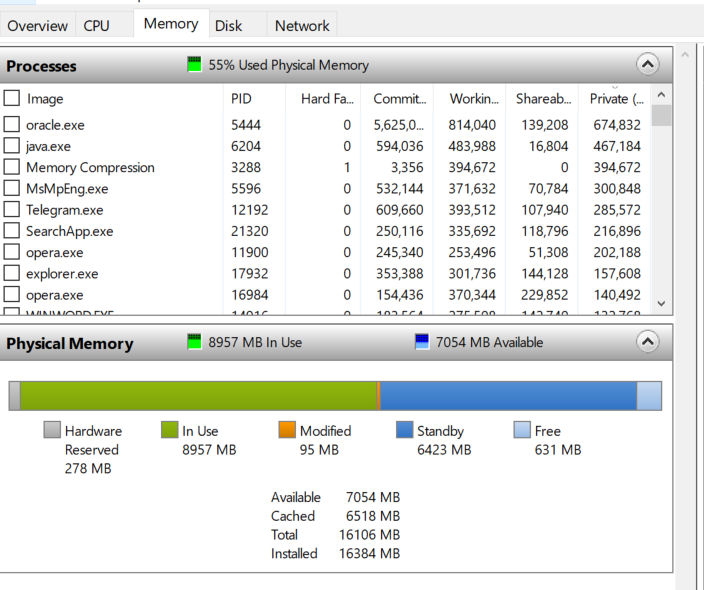 Overview CPU Memory Disk Network
Processes 55% Used Physical Memory
Image PID Hard Fa... Commit... Workin... Shareab... Private (...
oracle.exe 5444 0 5,625,0... 814,040 139,208 674,832
java.exe 6204 0 594,036 483,988 16,804 467,184
Memory Compression 3288 1 3,356 394,672 0 394,672
MsMpEng.exe 5596 0 532,144 371,632 70,784 300,848
Telegram.exe 12192 0 609,660 393,512 107,940 285,572
SearchApp.exe 21320 0 250,116 335,692 118,796 216,896
opera.exe 11900 0 245,340 253,496 51,308 202,188
explorer.exe 17932 0 353,388 301,736 144,128 157,608
opera.exe 16984 0 154,436 370,344 229,852 140,492
WINWORD.EXE
Physical Memory 8957 MB In Use 7054 MB Available
Hardware In Use Modified Standby Free
Reserved 8957 MB 95 MB 6423 MB 631 MB
278 MB
Available 7054 MB
Cached 6518 MB
Total 16106 MB
Installed 16384 MB